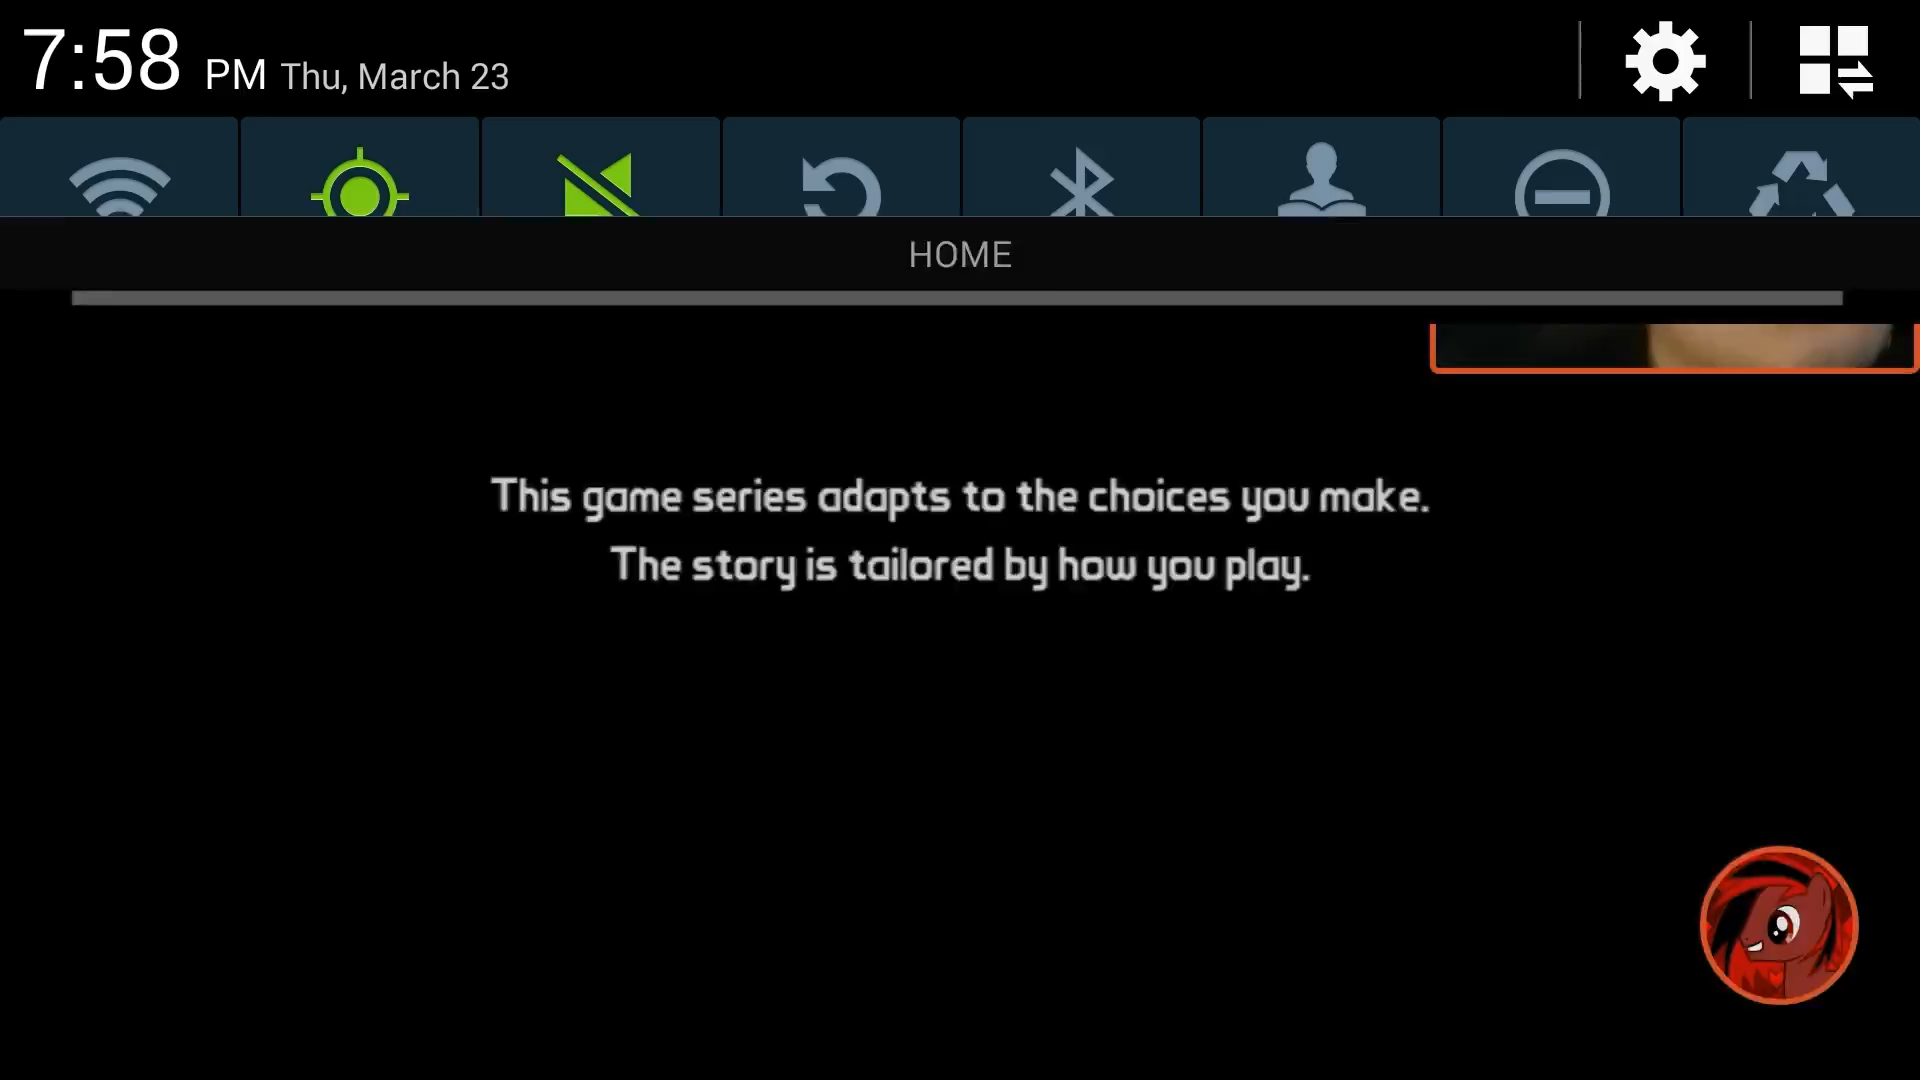 7:58 PM Thu, March 23
HOME
This game series adapts to the choices you make.
The story is tailored by how you play.